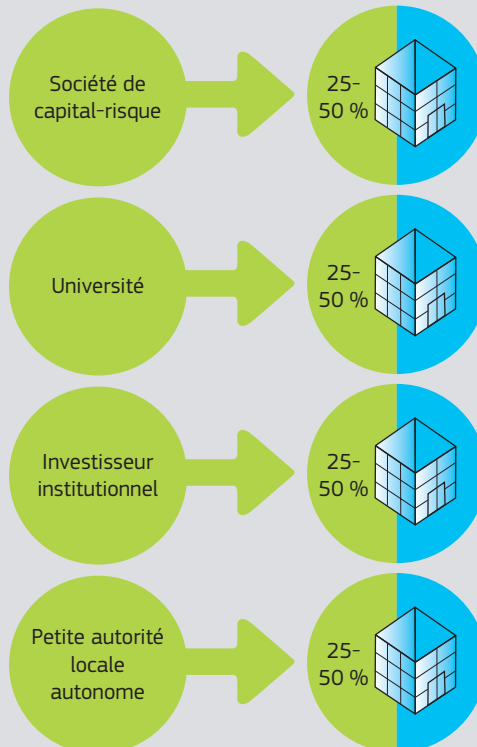 Société de
capital-risque
25-
50 %
Université
25-
50 %
Investisseur
institutionnel
25-
50 %
Petite autorité
locale
autonome
25-
50 %